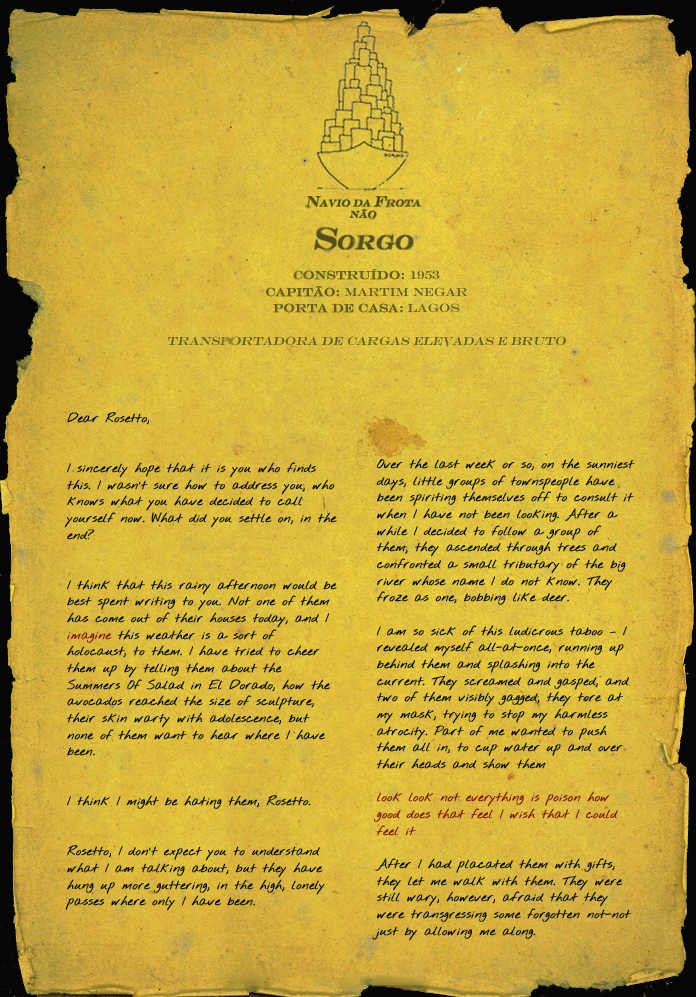 NAVIO DA FROTA
NÃO
SORGO
CONSTRUÍDO: 1953
CAPITÃO: MARTIM NEGAR
PORTA DE CASA: LAGOS
TRANSPORTADORA DE CARGAS ELEVADAS E BRUTO
Dear Rosetto,
I sincerely hope that it is you who finds
this. I wasn't sure how to address you, who
knows what you have decided to call
yourself now. What did you settle on, in the
end?
I think that this rainy afternoon would be
best spent writing to you. Not one of them
has come out of their houses today, and I
imagine this weather is a sort of
holocaust, to them. I have tried to cheer
them up by telling them about the
Summers Of Salad in El Dorado, how the
avocados reached the size of sculpture,
their skin warty with adolescence, but
none of them want to hear where I have
been.
I think I might be hating them, Rosetto.
Rosetto, I don't expect you to understand
what I am talking about, but they have
hung up more guttering, in the high, lonely
passes where only I have been.
Over the last week or so, on the sunniest
days, little groups of townspeople have
been spiriting themselves off to consult it
when I have not been looking. After a
while I decided to follow a group of
them; they ascended through trees and
confronted a small tributary of the big
river whose name I do not know. They
froze as one, bobbing like deer.
I am so sick of this ludicrous taboo - I
revealed myself all-at-once, running up
behind them and splashing into the
current. They screamed and gasped, and
two of them visibly gagged, they tore at
my mask, trying to stop my harmless
atrocity. Part of me wanted to push
them all in, to cup water up and over
their heads and show them
look look not everything is poison how
good does that feel I wish that I could
feel it
After I had placated them with gifts,
they let me walk with them. They were
still wary, however, afraid that they
were transgressing some forgotten not-not
just by allowing me along.